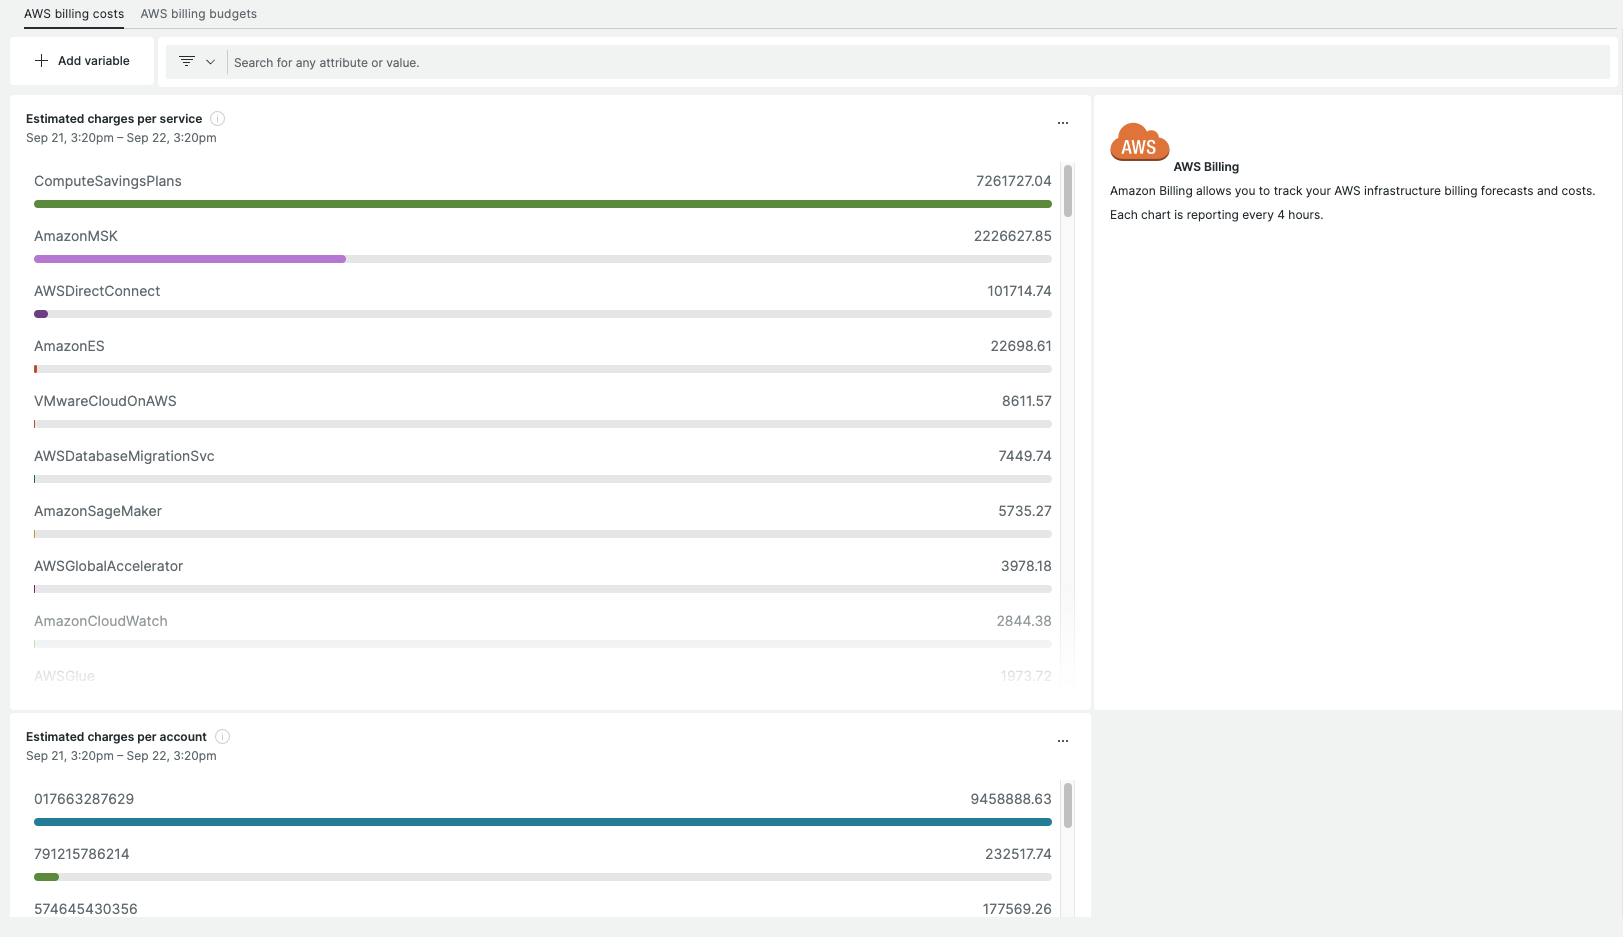 AWS billing costs
AWS billing budgets
Add variable
Search for any attribute or value.
Estimated charges per service
Sep 21, 3:20pm – Sep 22, 3:20pm
...
ComputeSavingsPlans 7261727.04
AmazonMSK 2226627.85
AWSDirectConnect 101714.74
AmazonES 22698.61
VMwareCloudOnAWS 8611.57
AWSDatabaseMigrationSvc 7449.74
AmazonSageMaker 5735.27
AWSGlobalAccelerator 3978.18
AmazonCloudWatch 2844.38
AWSGlue 1973.72
AWS
AWS Billing
Amazon Billing allows you to track your AWS infrastructure billing forecasts and costs.
Each chart is reporting every 4 hours.
Estimated charges per account
Sep 21, 3:20pm – Sep 22, 3:20pm
...
017663287629 9458888.63
791215786214 232517.74
574645430356 177569.26